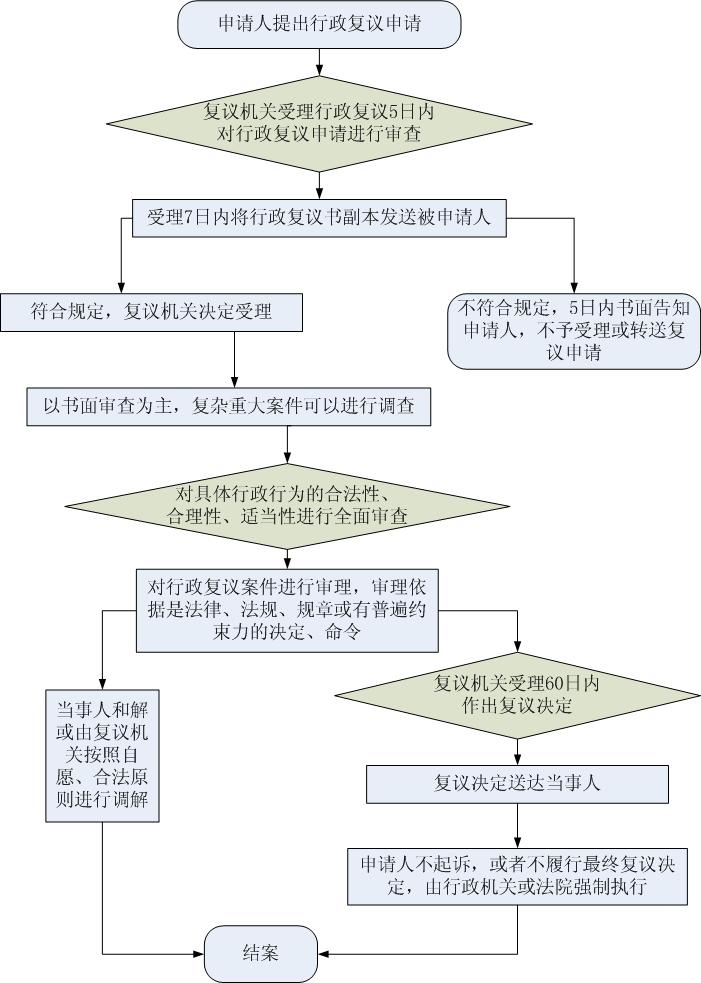 申请人提出行政复议申请
复议机关受理行政复议5日内
对行政复议申请进行审查
受理7日内将行政复议书副本发送被申请人
符合规定，复议机关决定受理
不符合规定，5日内书面告知
申请人，不予受理或转送复
议申请
以书面审查为主，复杂重大案件可以进行调查
对具体行政行为的合法性、
合理性、适当性进行全面审查
对行政复议案件进行审理，审理依
据是法律、法规、规章或有普遍约
束力的决定、命令
当事人和解
或由复议机
关按照自
愿、合法原
则进行调解
复议机关受理60日内
作出复议决定
复议决定送达当事人
申请人不起诉，或者不履行最终复议决
定，由行政机关或法院强制执行
结案